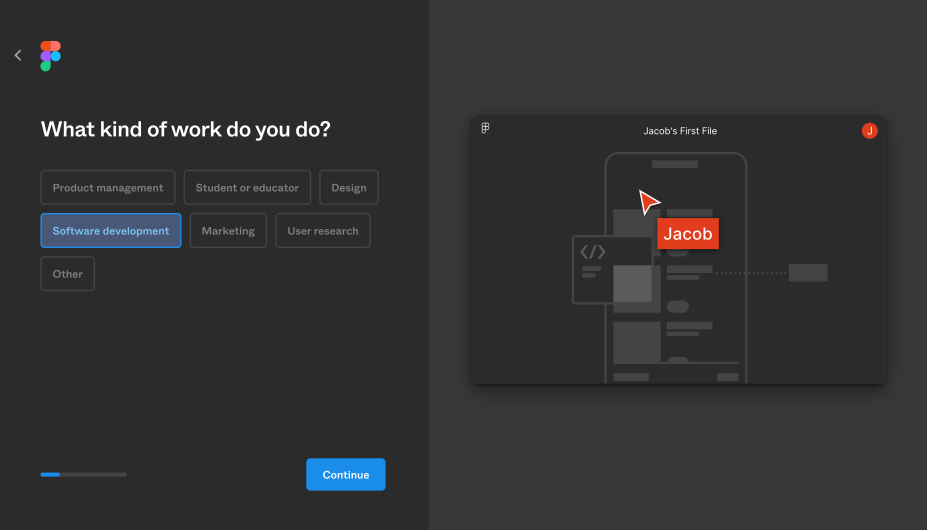 What kind of work do you do?
Product management
Student or educator
Design
Software development
Marketing
User research
Other
Continue
Jacob's First File
J
Jacob
</>